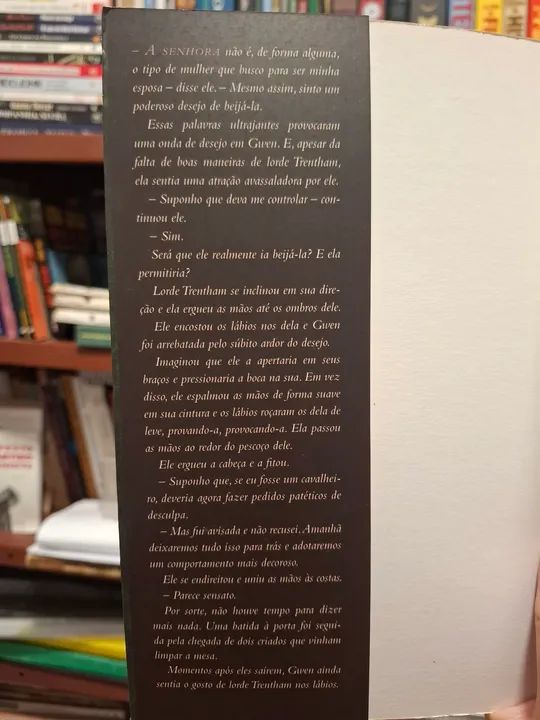 – A SENHORA não é, de forma alguma,
o tipo de mulher que busco para ser minha
esposa – disse ele. – Mesmo assim, sinto um
poderoso desejo de beijá-la.
Essas palavras ultrajantes provocaram
uma onda de desejo em Gwen. E, apesar da
falta de boas maneiras de lorde Trentham,
ela sentia uma atração avassaladora por ele.
– Suponho que deva me controlar – con-
tinuou ele.
– Sim.
Será que ele realmente ia beijá-la? E ela
permitiria?
Lorde Trentham se inclinou em sua dire-
ção e ela ergueu as mãos até os ombros dele.
Ele encostou os lábios nos dela e Gwen
foi arrebatada pelo súbito ardor do desejo.
Imaginou que ele a apertaria em seus
braços e pressionaria a boca na sua. Em vez
disso, ele espalmou as mãos de forma suave
em sua cintura e os lábios roçaram os dela de
leve, provando-a, provocando-a. Ela passou
as mãos ao redor do pescoço dele.
Ele ergueu a cabeça e a fitou.
– Suponho que, se eu fosse um cavalhei-
ro, deveria agora fazer pedidos patéticos de
desculpa.
– Mas fui avisada e não recusei. Amanhã
deixaremos tudo isso para trás e adotaremos
um comportamento mais decoroso.
Ele se endireitou e uniu as mãos às costas.
– Parece sensato.
Por sorte, não houve tempo para dizer
mais nada. Uma batida à porta foi segui-
da pela chegada de dois criados que vinham
limpar a mesa.
Momentos após eles saírem, Gwen ainda
sentia o gosto de lorde Trentham nos lábios.